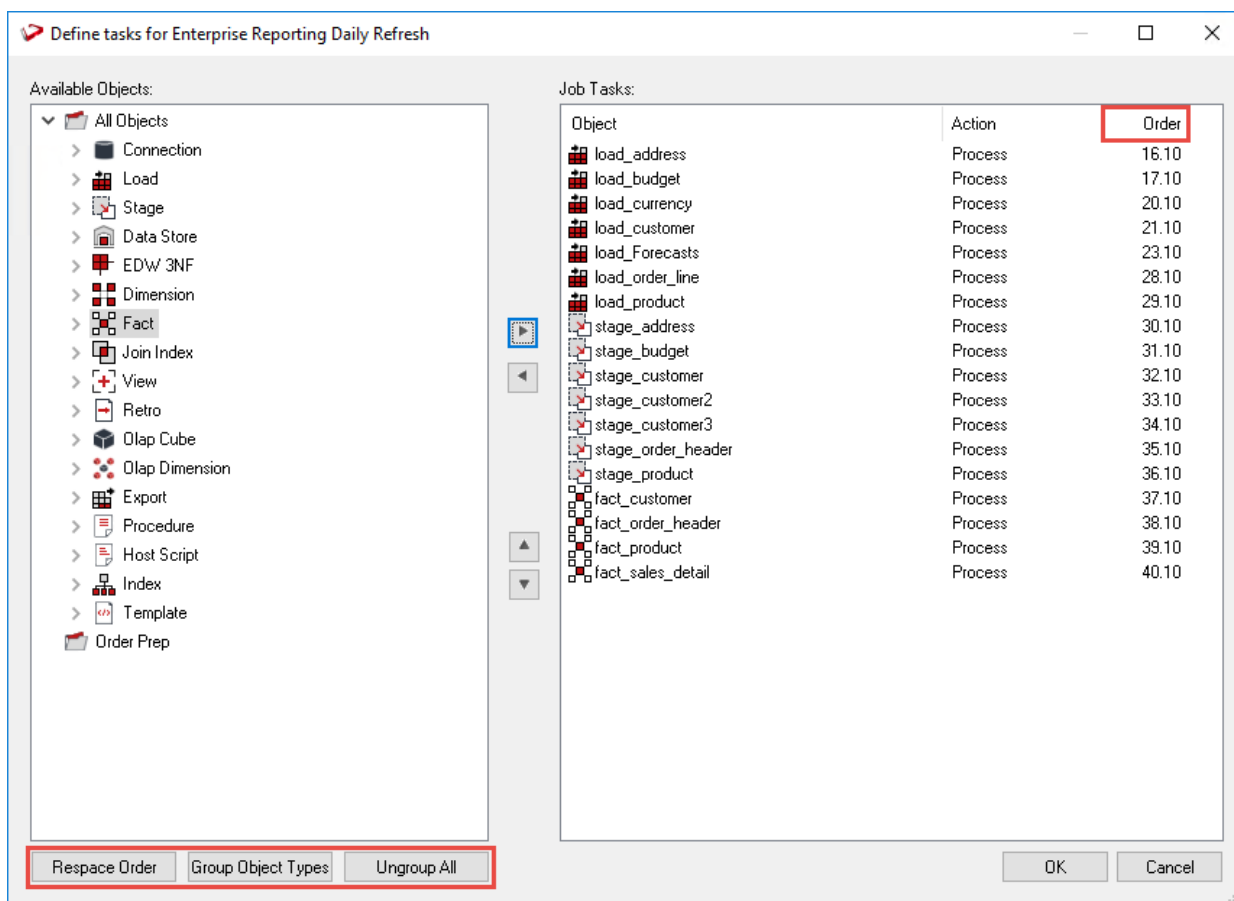 Define tasks for Enterprise Reporting Daily Refresh
Available Objects:
All Objects
Connection
Load
Stage
Data Store
EDW 3NF
Dimension
Fact
Join Index
View
Retro
Olap Cube
Olap Dimension
Export
Procedure
Host Script
Index
Template
Order Prep
Respace Order Group Object Types Ungroup All
Job Tasks:
Object Action Order
load_address Process 16.10
load_budget Process 17.10
load_currency Process 20.10
load_customer Process 21.10
load_Forecasts Process 23.10
load_order_line Process 28.10
load_product Process 29.10
stage_address Process 30.10
stage_budget Process 31.10
stage_customer Process 32.10
stage_customer2 Process 33.10
stage_customer3 Process 34.10
stage_order_header Process 35.10
stage_product Process 36.10
fact_customer Process 37.10
fact_order_header Process 38.10
fact_product Process 39.10
fact_sales_detail Process 40.10
OK Cancel